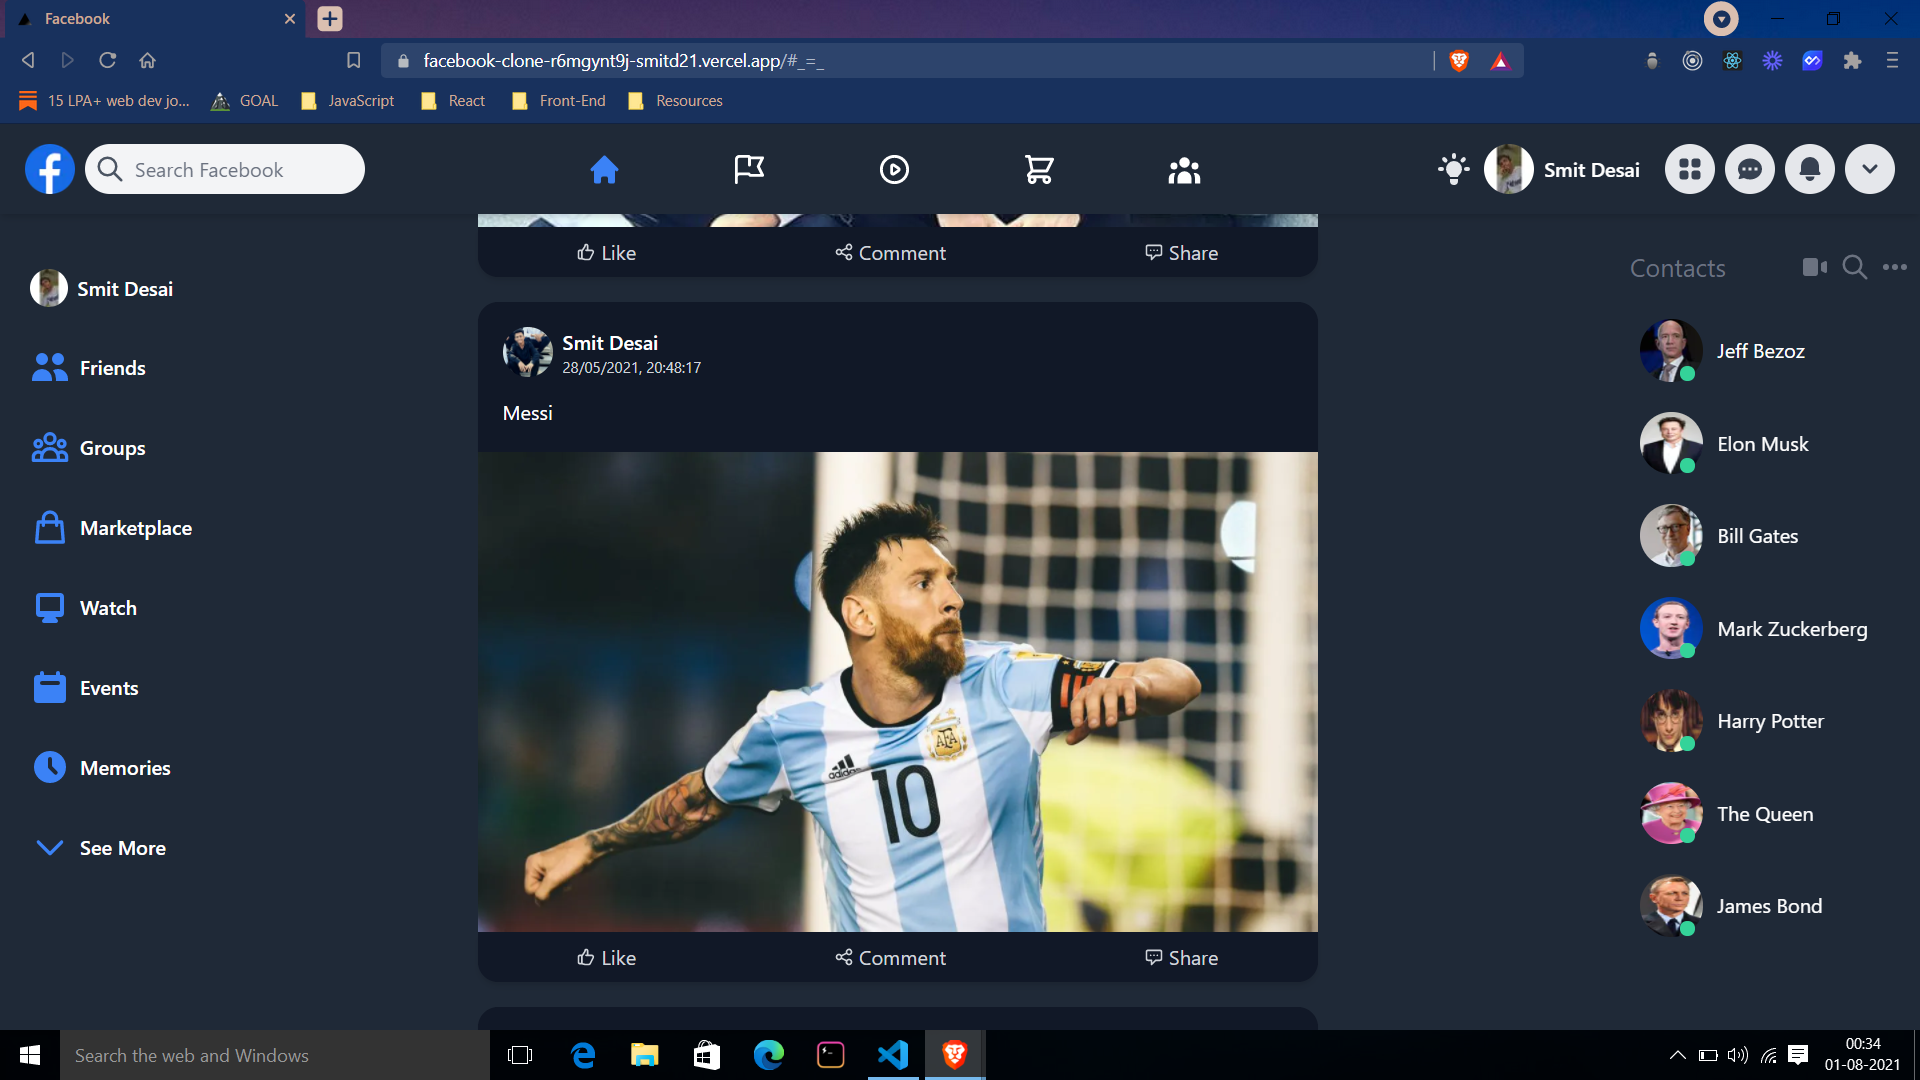 Facebook
facebook-clone-r6mgynt9j-smitd21.vercel.app/#_=_
15 LPA+ web dev jo...
GOAL
JavaScript
React
Front-End
Resources
Search Facebook
Smit Desai
Like
Comment
Share
Smit Desai
Friends
Groups
Marketplace
Watch
Events
Memories
See More
Smit Desai
28/05/2021, 20:48:17
Messi
AFA
adidas
10
Like
Comment
Share
Contacts
Jeff Bezoz
Elon Musk
Bill Gates
Mark Zuckerberg
Harry Potter
The Queen
James Bond
Search the web and Windows
00:34
01-08-2021